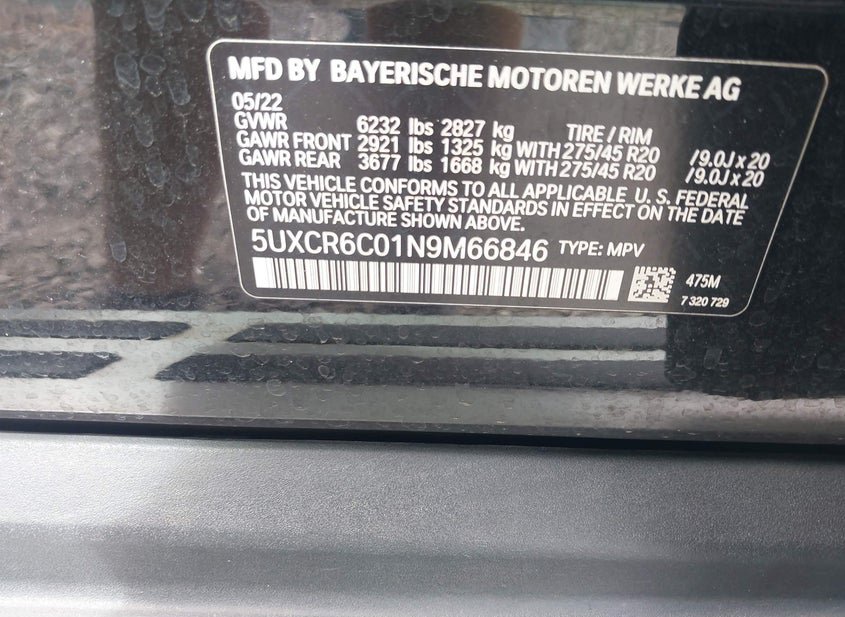 MFD BY BAYERISCHE MOTOREN WERKE AG
05/22
GVWR 6232 lbs 2827 kg TIRE / RIM
GAWR FRONT 2921 lbs 1325 kg WITH 275/45 R20 /9.0J x 20
GAWR REAR 3677 lbs 1668 kg WITH 275/45 R20 /9.0J x 20
THIS VEHICLE CONFORMS TO ALL APPLICABLE U. S. FEDERAL
MOTOR VEHICLE SAFETY STANDARDS IN EFFECT ON THE DATE
OF MANUFACTURE SHOWN ABOVE.
5UXCR6C01N9M66846 TYPE: MPV
475M
7 320 729